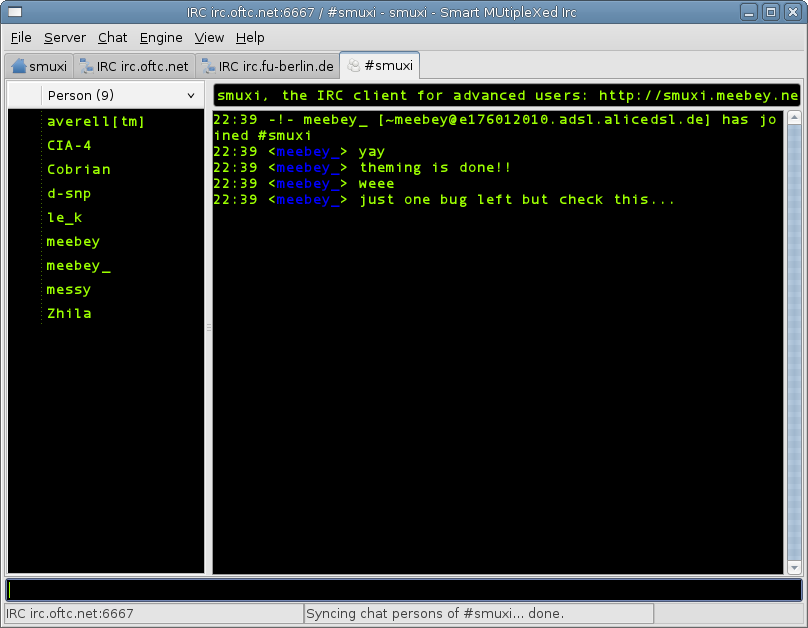 IRC irc.oftc.net:6667 / #smuxi - smuxi - Smart MUtipleXed Irc
File Server Chat Engine View Help
smuxi IRC irc.oftc.net IRC irc.fu-berlin.de #smuxi
Person (9)
averell[tm]
CIA-4
Cobrian
d-snp
le_k
meebey
meebey_
messy
Zhila
smuxi, the IRC client for advanced users: http://smuxi.meebey.ne
22:39 -!- meebey_ [~meebey@e176012010.adsl.alicedsl.de] has jo
ined #smuxi
22:39 <meebey_> yay
22:39 <meebey_> theming is done!!
22:39 <meebey_> weee
22:39 <meebey_> just one bug left but check this...
IRC irc.oftc.net:6667
Syncing chat persons of #smuxi... done.